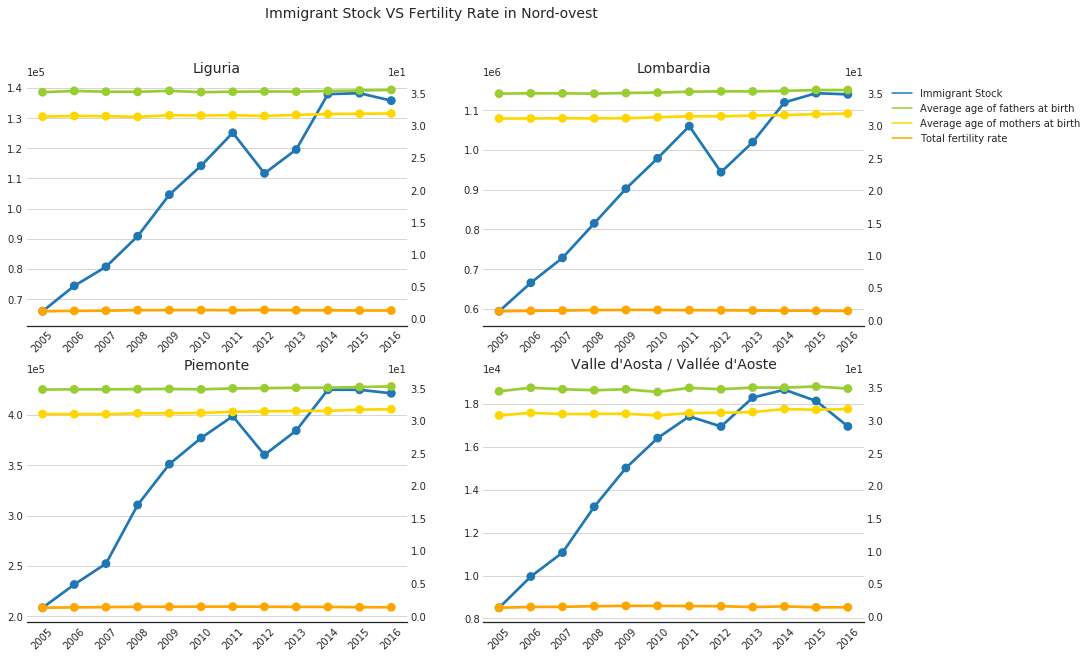 Immigrant Stock VS Fertility Rate in Nord-ovest
Liguria
1e5
1e1
1.4
1.3
1.2
1.1
1.0
0.9
0.8
0.7
3.5
3.0
2.5
2.0
1.5
1.0
0.5
0.0
2005 2006 2007 2008 2009 2010 2011 2012 2013 2014 2015 2016
Lombardia
1e6
1e1
1.1
1.0
0.9
0.8
0.7
0.6
3.5
3.0
2.5
2.0
1.5
1.0
0.5
0.0
2005 2006 2007 2008 2009 2010 2011 2012 2013 2014 2015 2016
Immigrant Stock
Average age of fathers at birth
Average age of mothers at birth
Total fertility rate
Piemonte
1e5
1e1
4.0
3.5
3.0
2.5
2.0
3.5
3.0
2.5
2.0
1.5
1.0
0.5
0.0
2005 2006 2007 2008 2009 2010 2011 2012 2013 2014 2015 2016
Valle d'Aosta / Vallée d'Aoste
1e4
1e1
1.8
1.6
1.4
1.2
1.0
0.8
3.5
3.0
2.5
2.0
1.5
1.0
0.5
0.0
2005 2006 2007 2008 2009 2010 2011 2012 2013 2014 2015 2016